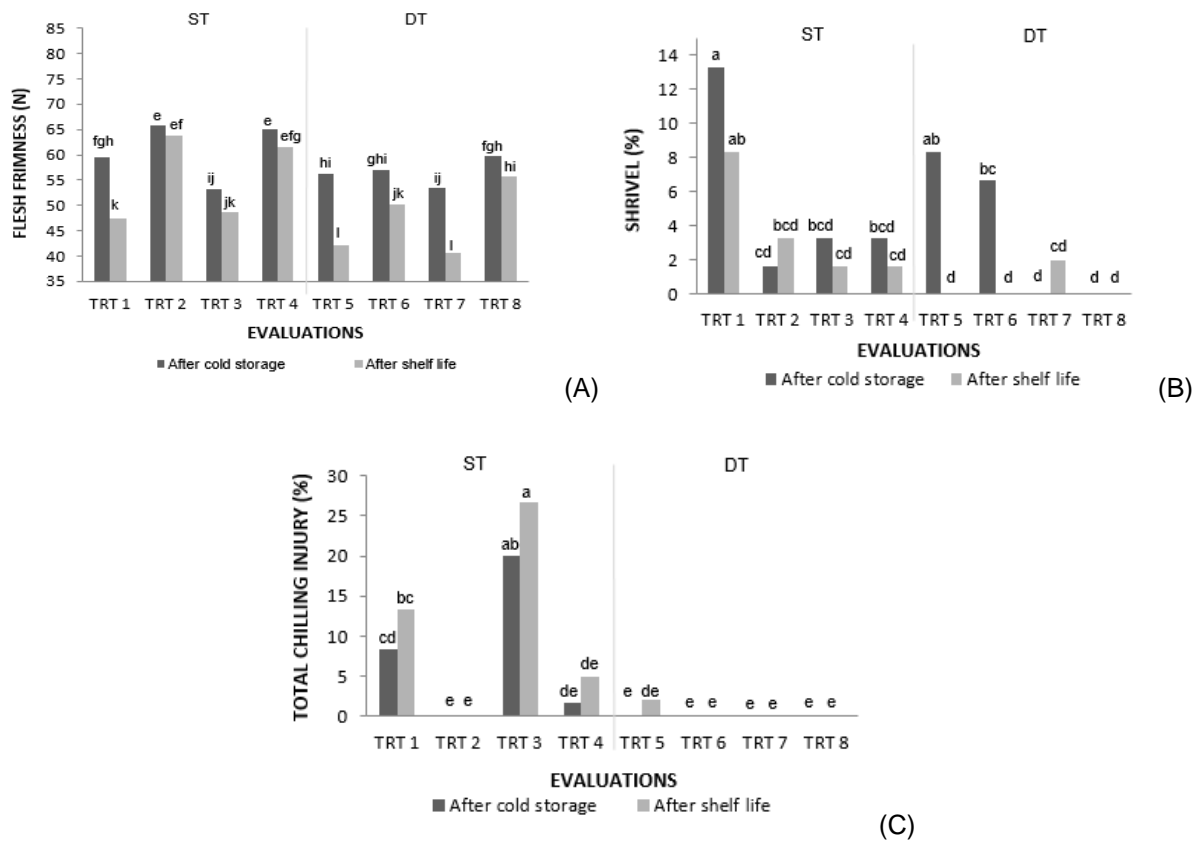 ST DT
FLESH FRIMNESS (N)
85
80
75
70
65
60
55
50
45
40
35
fgh k e ef ij jk e efg hi l ghi jk ij l fgh hi
TRT 1 TRT 2 TRT 3 TRT 4 TRT 5 TRT 6 TRT 7 TRT 8
EVALUATIONS
After cold storage After shelf life
(A)
ST DT
SHRIVEL (%)
14
12
10
8
6
4
2
0
a ab cd bcd bcd cd bcd cd ab d bc d d cd d d
TRT 1 TRT 2 TRT 3 TRT 4 TRT 5 TRT 6 TRT 7 TRT 8
EVALUATIONS
After cold storage After shelf life
(B)
ST DT
TOTAL CHILLING INJURY (%)
30
25
20
15
10
5
0
cd bc e e ab a de de e de e e e e e e
TRT 1 TRT 2 TRT 3 TRT 4 TRT 5 TRT 6 TRT 7 TRT 8
EVALUATIONS
After cold storage After shelf life
(C)